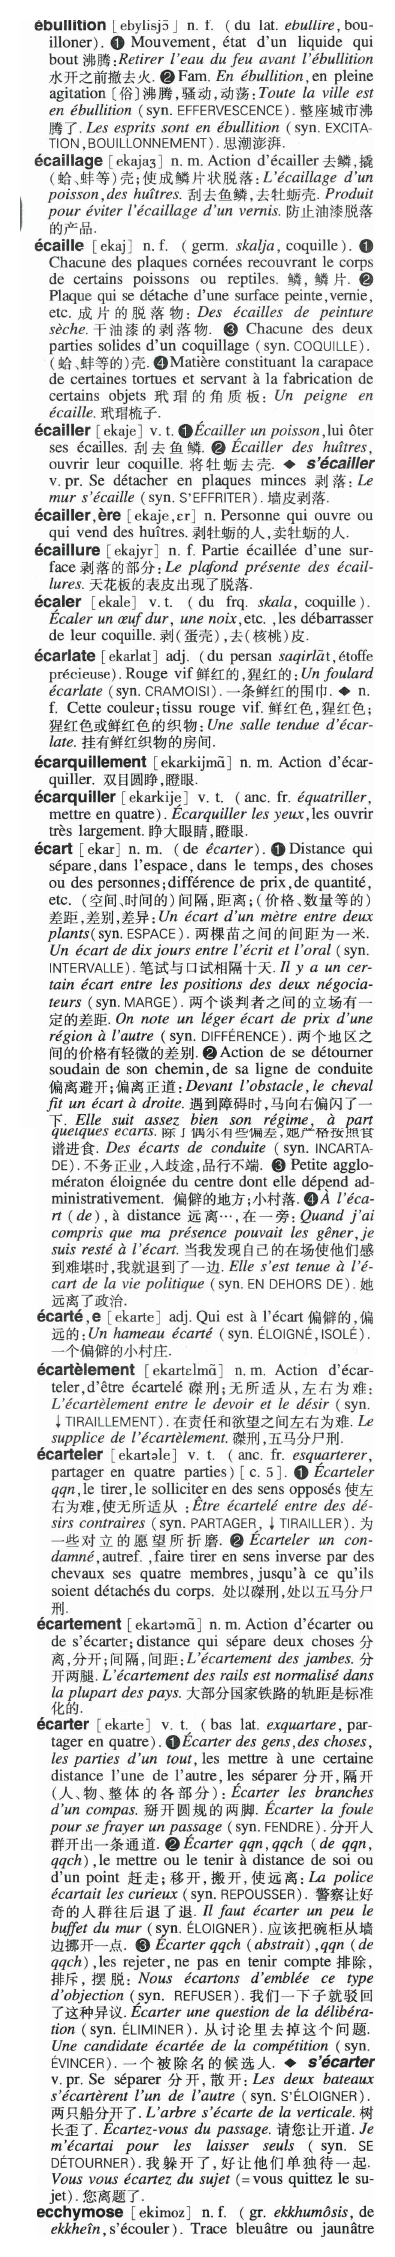 ébullition [ebylisjɔ̃] n. f. (du lat. ebullire, bou-
illoner). ❶ Mouvement, état d'un liquide qui
bout 沸腾:Retirer l'eau du feu avant l'ébullition
水开之前撤去火. ❷ Fam. En ébullition, en pleine
agitation〔俗〕沸腾,骚动,动荡:Toute la ville est
en ébullition (syn. EFFERVESCENCE). 整座城市沸
腾了. Les esprits sont en ébullition (syn. EXCITA-
TION, BOUILLONNEMENT). 思潮澎湃.
écaillage [ekajaʒ] n. m. Action d'écailler 去鳞,撬
(蛤、蚌等)壳;使成鳞片状脱落:L'écaillage d'un
poisson, des huîtres. 刮去鱼鳞,去牡蛎壳. Produit
pour éviter l'écaillage d'un vernis. 防止油漆脱落
的产品.
écaille [ekaj] n. f. (germ. skalja, coquille). ❶
Chacune des plaques cornées recouvrant le corps
de certains poissons ou reptiles. 鳞, 鳞片. ❷
Plaque qui se détache d'une surface peinte, vernie,
etc. 成片的脱落物: Des écailles de peinture
sèche. 干油漆的剥落物. ❸ Chacune des deux
parties solides d'un coquillage (syn. COQUILLE).
(蛤、蚌等的)壳. ❹ Matière constituant la carapace
de certaines tortues et servant à la fabrication de
certains objets 玳瑁的角质板: Un peigne en
écaille. 玳瑁梳子.
écailler [ekaje] v. t. ❶ Écailler un poisson, lui ôter
ses écailles. 刮去鱼鳞. ❷ Écailler des huîtres,
ouvrir leur coquille. 将牡蛎去壳. ◆ s'écailler
v. pr. Se détacher en plaques minces 剥落: Le
mur s'écaille (syn. S'EFFRITER). 墙皮剥落.
écailler, ère [ekaje, ɛr] n. Personne qui ouvre ou
qui vend des huîtres. 剥牡蛎的人,卖牡蛎的人.
écaillure [ekajyr] n. f. Partie écaillée d'une sur-
face 剥落的部分: Le plafond présente des écail-
lures. 天花板的表皮出现了脱落.
écaler [ekale] v. t. (du frq. skala, coquille).
Écaler un œuf dur, une noix, etc., les débarrasser
de leur coquille. 剥(蛋壳),去(核桃)皮.
écarlate [ekarlat] adj. (du persan saqirlāt, étoffe
précieuse). Rouge vif 鲜红的,猩红的: Un foulard
écarlate (syn. CRAMOISI). 一条鲜红的围巾. ◆ n.
f. Cette couleur; tissu rouge vif. 鲜红色,猩红色;
猩红色或鲜红色的织物: Une salle tendue d'écar-
late. 挂有鲜红织物的房间.
écarquillement [ekarkijmɑ̃] n. m. Action d'écar-
quiller. 双目圆睁,瞪眼.
écarquiller [ekarkije] v. t. (anc. fr. équatriller,
mettre en quatre). Écarquiller les yeux, les ouvrir
très largement. 睁大眼睛,瞪眼.
écart [ekar] n. m. (de écarter). ❶ Distance qui
sépare, dans l'espace, dans le temps, des choses
ou des personnes; différence de prix, de quantité,
etc. (空间、时间的)间隔,距离;(价格、数量等的)
差距,差别,差异: Un écart d'un mètre entre deux
plants (syn. ESPACE). 两棵苗之间的间距为一米.
Un écart de dix jours entre l'écrit et l'oral (syn.
INTERVALLE). 笔试与口试相隔十天. Il y a un cer-
tain écart entre les positions des deux négocia-
teurs (syn. MARGE). 两个谈判者之间的立场有一
定的差距. On note un léger écart de prix d'une
région à l'autre (syn. DIFFÉRENCE). 两个地区之
间的价格有轻微的差别. ❷ Action de se détourner
soudain de son chemin, de sa ligne de conduite
偏离避开;偏离正道: Devant l'obstacle, le cheval
fit un écart à droite. 遇到障碍时,马向右偏闪了一
下. Elle suit assez bien son régime, à part
quelques écarts. 除了偶尔有些偏差,她严格按照食
谱进食. Des écarts de conduite (syn. INCARTA-
DE). 不务正业,人歧途,品行不端. ❸ Petite agglo-
mération éloignée du centre dont elle dépend ad-
ministrativement. 偏僻的地方;小村落. ❹ À l'éca-
rt (de), à distance 远离…,在一旁: Quand j'ai
compris que ma présence pouvait les gêner, je
suis resté à l'écart. 当我发现自己的在场使他们感
到难堪时,我就退到了一边. Elle s'est tenue à l'é-
cart de la vie politique (syn. EN DEHORS DE). 她
远离了政治.
écarté, e [ekarte] adj. Qui est à l'écart 偏僻的,偏
远的: Un hameau écarté (syn. ÉLOIGNÉ, ISOLÉ).
一个偏僻的小村庄.
écartèlement [ekartɛlmɑ̃] n. m. Action d'écar-
teler, d'être écartelé 磔刑;无所适从,左右为难:
L'écartèlement entre le devoir et le désir (syn.
↓ TIRAILLEMENT). 在责任和欲望之间左右为难. Le
supplice de l'écartèlement. 磔刑,五马分尸刑.
écarteler [ekartəle] v. t. (anc. fr. esquarterer,
partager en quatre parties) [c. 5]. ❶ Écarteler
qqn, le tirer, le solliciter en des sens opposés 使左
右为难,使无所适从: Être écartelé entre des dé-
sirs contraires (syn. PARTAGER, ↓ TIRAILLER). 为
一些对立的愿望所折磨. ❷ Écarteler un con-
damné, autref., faire tirer en sens inverse par des
chevaux ses quatre membres, jusqu'à ce qu'ils
soient détachés du corps. 处以磔刑,处以五马分尸
刑.
écartement [ekartəmɑ̃] n. m. Action d'écarter ou
de s'écarter; distance qui sépare deux choses 分
离,分开;间隔,间距: L'écartement des jambes. 分
开两腿. L'écartement des rails est normalisé dans
la plupart des pays. 大部分国家铁路的轨距是标准
化的.
écarter [ekarte] v. t. (bas lat. exquartare, par-
tager en quatre). ❶ Écarter des gens, des choses,
les parties d'un tout, les mettre à une certaine
distance l'une de l'autre, les séparer 分开,隔开
(人、物、整体的各部分): Écarter les branches
d'un compas. 掰开圆规的两脚. Écarter la foule
pour se frayer un passage (syn. FENDRE). 分开人
群开出一条通道. ❷ Écarter qqn, qqch (de qqn,
qqch), le mettre ou le tenir à distance de soi ou
d'un point 赶走; 移开, 搬开, 使远离: La police
écartait les curieux (syn. REPOUSSER). 警察让好
奇的人群往后退了退. Il faut écarter un peu le
buffet du mur (syn. ÉLOIGNER). 应该把碗柜从墙
边挪开一点. ❸ Écarter qqch (abstrait), qqn (de
qqch), les rejeter, ne pas en tenir compte 排除,
排斥, 摆脱: Nous écartons d'emblée ce type
d'objection (syn. REFUSER). 我们一下子就驳回
了这种异议. Écarter une question de la délibéra-
tion (syn. ÉLIMINER). 从讨论里去掉这个问题.
Une candidate écartée de la compétition (syn.
ÉVINCER). 一个被除名的候选人. ◆ s'écarter
v. pr. Se séparer 分开,散开: Les deux bateaux
s'écartèrent l'un de l'autre (syn. S'ÉLOIGNER).
两只船分开了. L'arbre s'écarte de la verticale. 树
长歪了. Écartez-vous du passage. 请您让开道. Je
m'écartai pour les laisser seuls (syn. SE
DÉTOURNER). 我躲开了,好让他们单独待一起.
Vous vous écartez du sujet (= vous quittez le su-
jet). 您离题了.
ecchymose [ekimoz] n. f. (gr. ekkhumôsis, de
ekkheîn, s'écouler). Trace bleuâtre ou jaunâtre